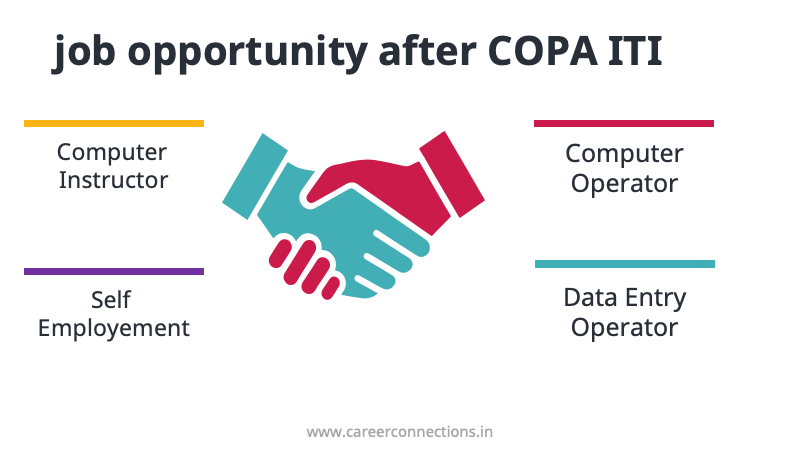 job opportunity after COPA ITI
Computer
Instructor
Computer
Operator
Self
Employement
Data Entry
Operator
www.careerconnections.in